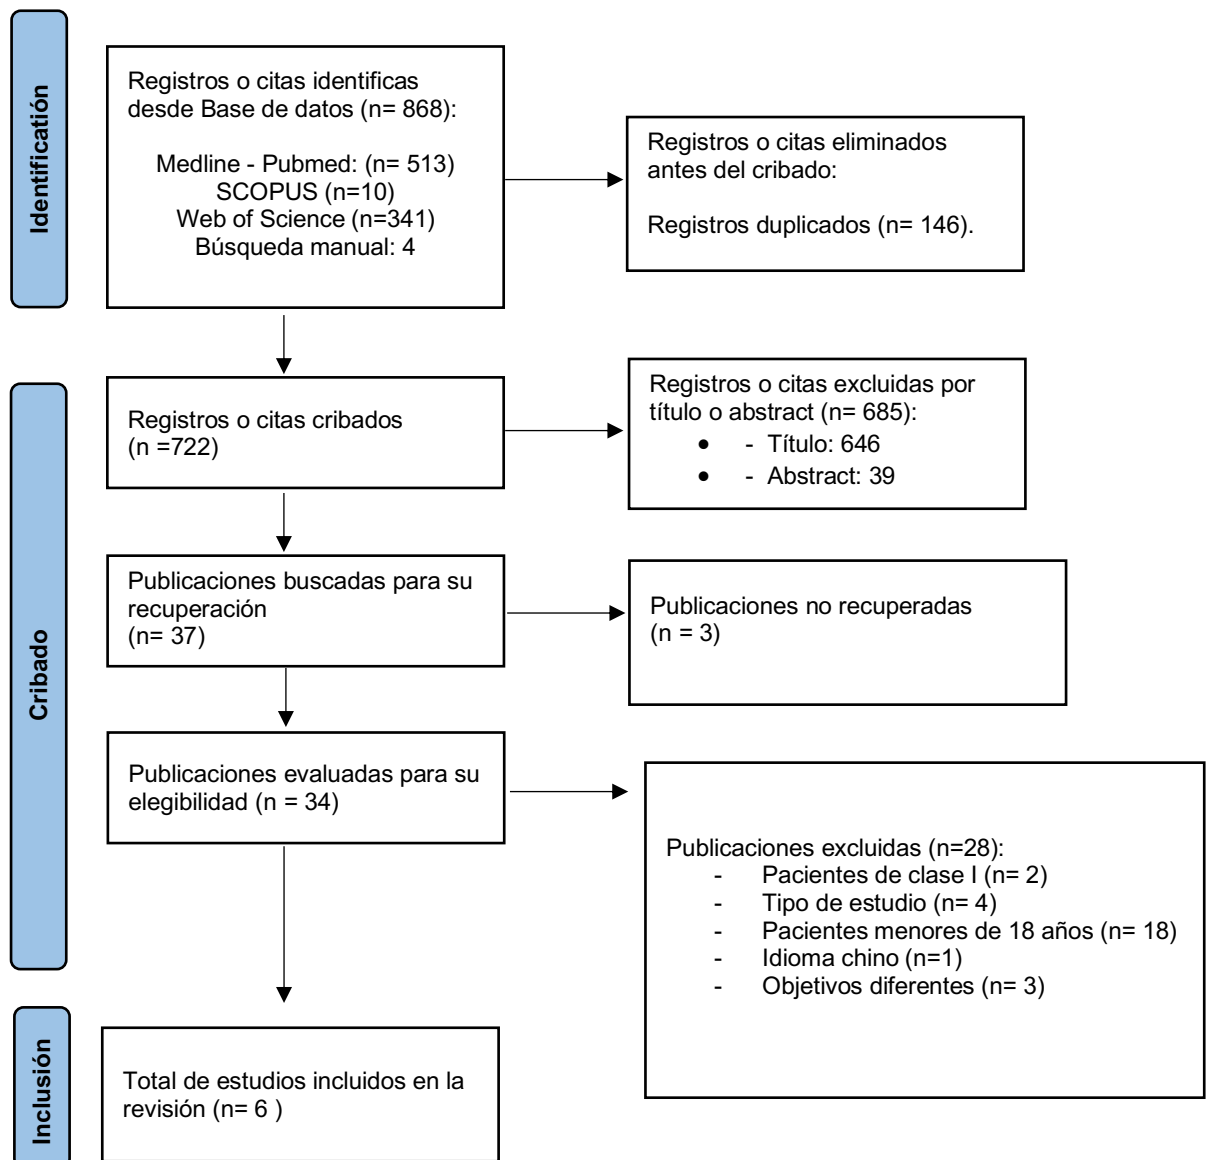 Identificatión
Registros o citas identificas
desde Base de datos (n= 868):
Medline - Pubmed: (n= 513)
SCOPUS (n=10)
Web of Science (n=341)
Búsqueda manual: 4
Registros o citas eliminados
antes del cribado:
Registros duplicados (n= 146).
Cribado
Registros o citas cribados
(n =722)
Registros o citas excluidas por
título o abstract (n= 685):
● - Título: 646
● - Abstract: 39
Publicaciones buscadas para su
recuperación
(n= 37)
Publicaciones no recuperadas
(n = 3)
Publicaciones evaluadas para su
elegibilidad (n = 34)
Publicaciones excluidas (n=28):
- Pacientes de clase I (n= 2)
- Tipo de estudio (n= 4)
- Pacientes menores de 18 años (n= 18)
- Idioma chino (n=1)
- Objetivos diferentes (n= 3)
Inclusión
Total de estudios incluidos en la
revisión (n= 6 )